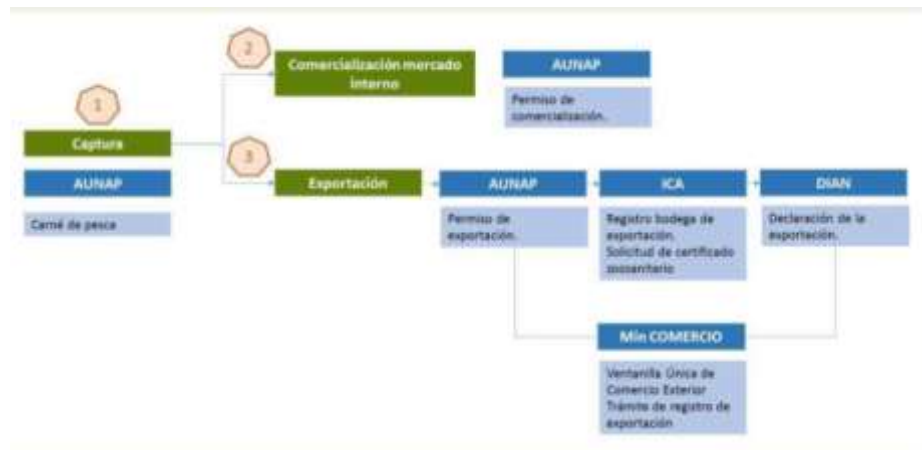 1
Captura
AUNAP
Carné de pesca
2
Comercialización mercado
interno
AUNAP
Permiso de
comercialización.
3
Exportación
AUNAP
Permiso de
exportación.
ICA
Registro bodega de
exportación.
Solicitud de certificado
zoosanitario
DIAN
Declaración de la
exportación.
Min COMERCIO
Ventanilla Única de
Comercio Exterior
Trámite de registro de
exportación